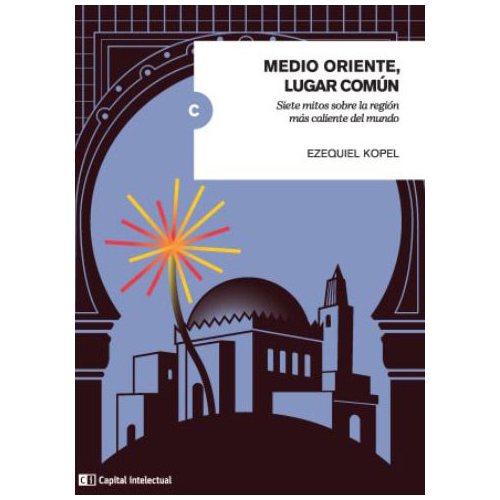 MEDIO ORIENTE,
LUGAR COMÚN
Siete mitos sobre la región
más caliente del mundo
C
EZEQUIEL KOPEL
Ci Capital Intelectual